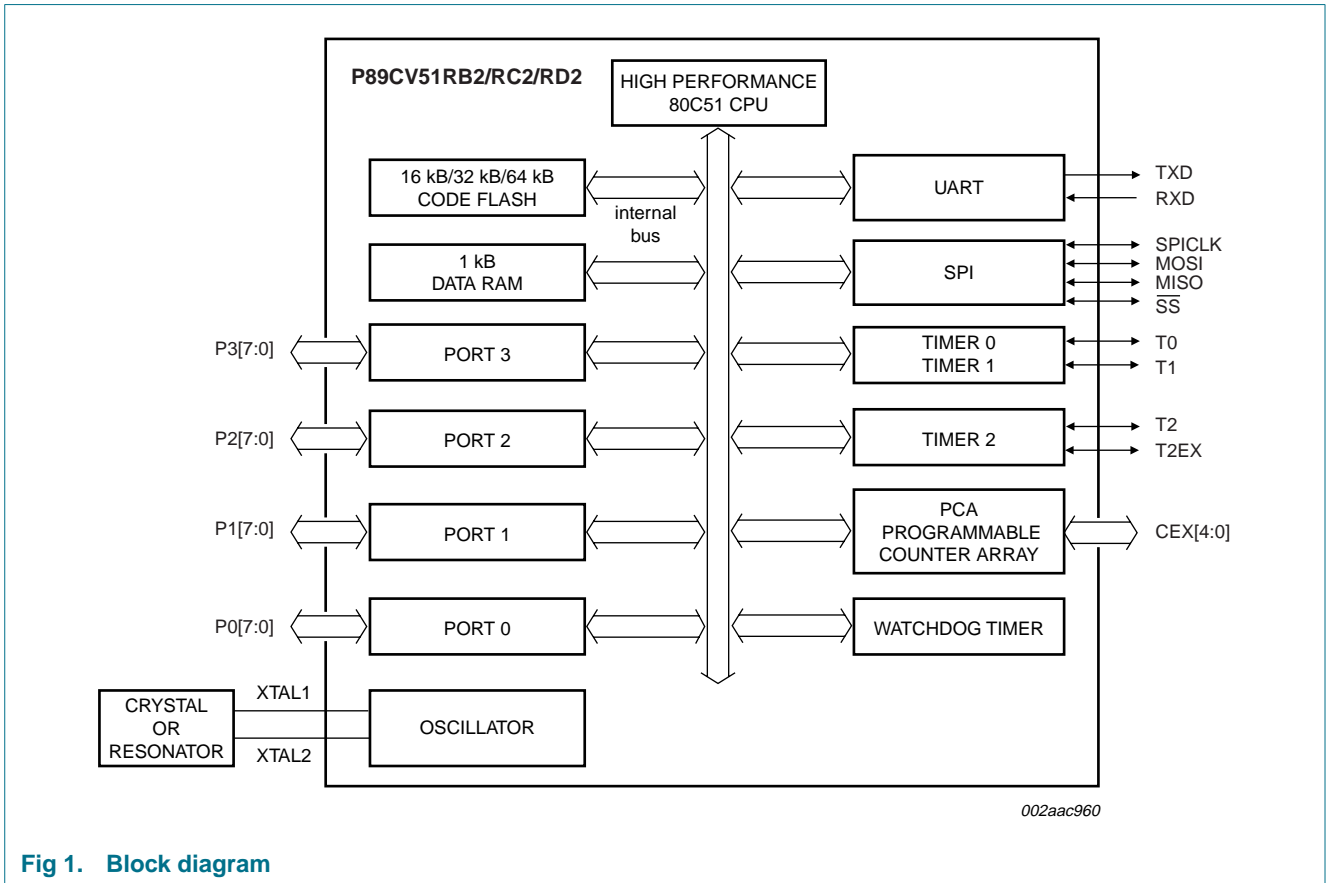 P89CV51RB2/RC2/RD2
HIGH PERFORMANCE
80C51 CPU
16 kB/32 kB/64 kB
CODE FLASH
internal
bus
UART
TXD
RXD
1 kB
DATA RAM
SPI
SPICLK
MOSI
MISO
SS
P3[7:0]
PORT 3
TIMER 0
TIMER 1
T0
T1
P2[7:0]
PORT 2
TIMER 2
T2
T2EX
P1[7:0]
PORT 1
PCA
PROGRAMMABLE
COUNTER ARRAY
CEX[4:0]
P0[7:0]
PORT 0
WATCHDOG TIMER
CRYSTAL
OR
RESONATOR
XTAL1
XTAL2
OSCILLATOR
002aac960
Fig 1. Block diagram